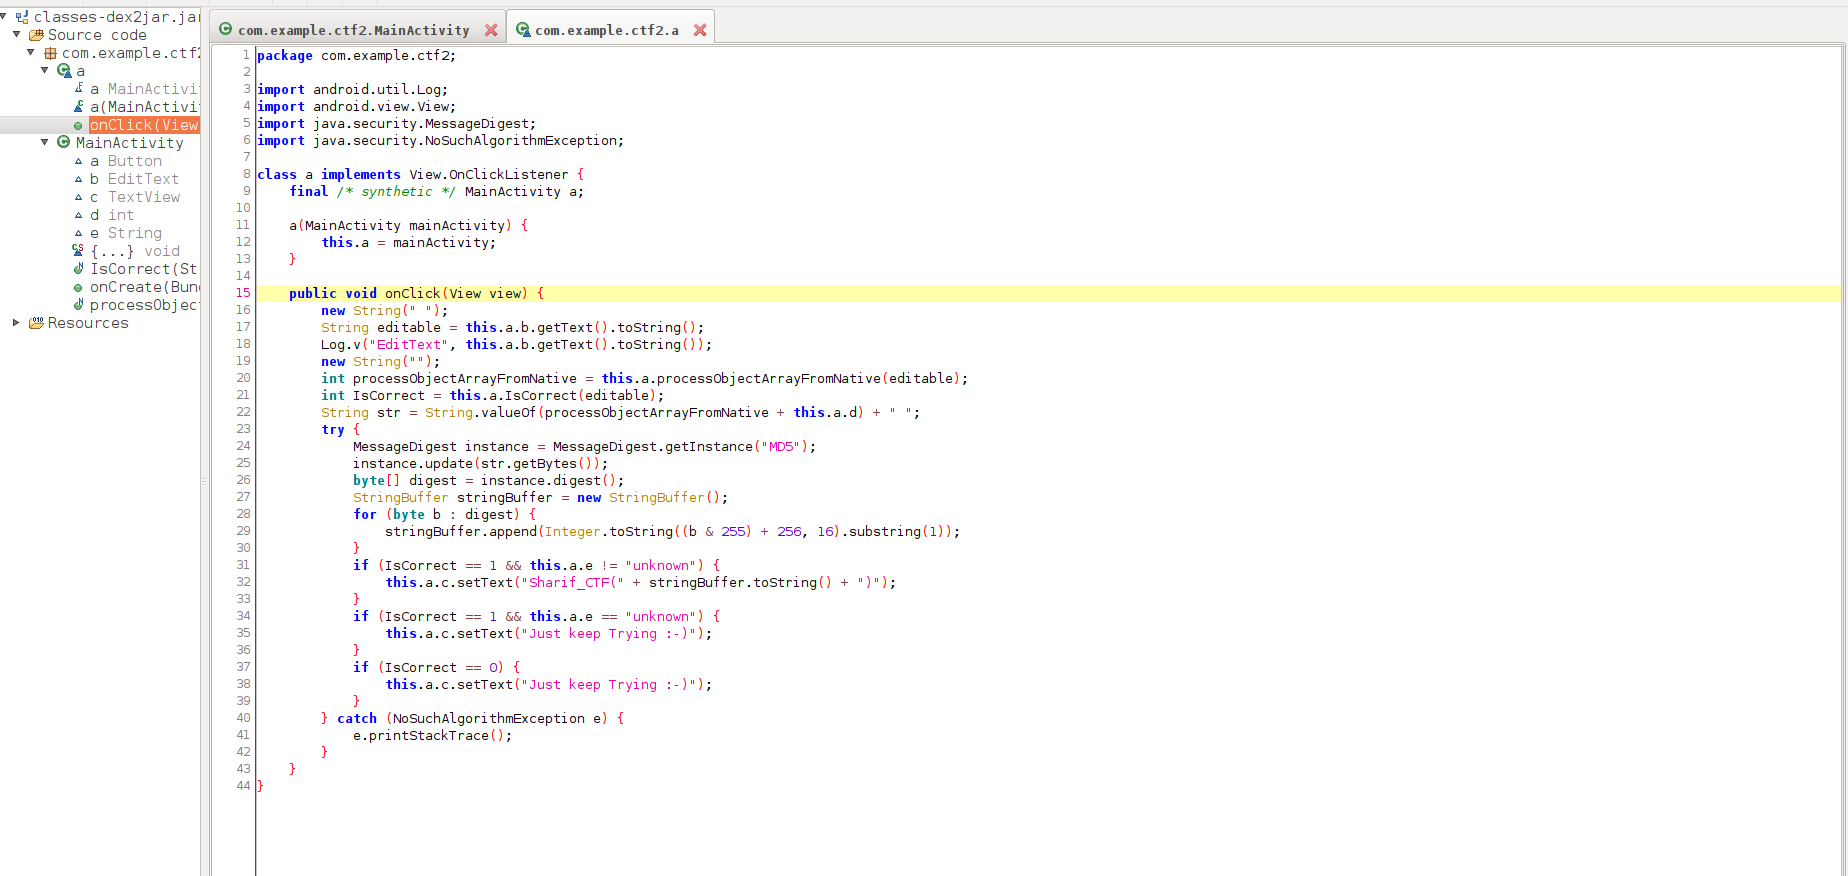 classes-dex2jar.jar
Source code
com.example.ctf2
a
a MainActivi
a(MainActivi
onClick(View
MainActivity
a Button
b EditText
c TextView
d int
e String
{...} void
IsCorrect(St
onCreate(Bun
processObjec
Resources
com.example.ctf2.MainActivity
com.example.ctf2.a
1 package com.example.ctf2;
2
3 import android.util.Log;
4 import android.view.View;
5 import java.security.MessageDigest;
6 import java.security.NoSuchAlgorithmException;
7
8 class a implements View.OnClickListener {
9     final /* synthetic */ MainActivity a;
10
11     a(MainActivity mainActivity) {
12         this.a = mainActivity;
13     }
14
15     public void onClick(View view) {
16         new String(" ");
17         String editable = this.a.b.getText().toString();
18         Log.v("EditText", this.a.b.getText().toString());
19         new String("");
20         int processObjectArrayFromNative = this.a.processObjectArrayFromNative(editable);
21         int IsCorrect = this.a.IsCorrect(editable);
22         String str = String.valueOf(processObjectArrayFromNative + this.a.d) + " ";
23         try {
24             MessageDigest instance = MessageDigest.getInstance("MD5");
25             instance.update(str.getBytes());
26             byte[] digest = instance.digest();
27             StringBuffer stringBuffer = new StringBuffer();
28             for (byte b : digest) {
29                 stringBuffer.append(Integer.toString((b & 255) + 256, 16).substring(1));
30             }
31             if (IsCorrect == 1 && this.a.e != "unknown") {
32                 this.a.c.setText("Sharif_CTF(" + stringBuffer.toString() + ")");
33             }
34             if (IsCorrect == 1 && this.a.e == "unknown") {
35                 this.a.c.setText("Just keep Trying :-)");
36             }
37             if (IsCorrect == 0) {
38                 this.a.c.setText("Just keep Trying :-)");
39             }
40         } catch (NoSuchAlgorithmException e) {
41             e.printStackTrace();
42         }
43     }
44 }